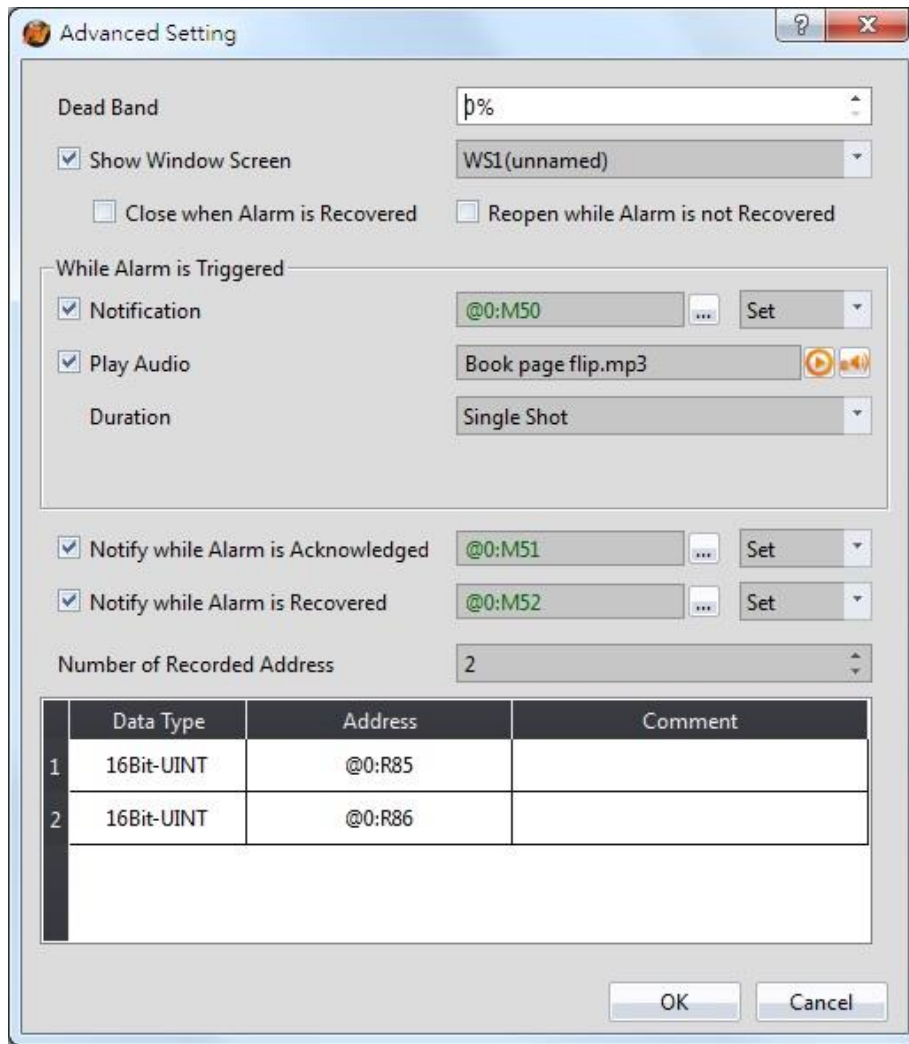 Advanced Setting
Dead Band 0%
Show Window Screen WS1(unnamed)
Close when Alarm is Recovered Reopen while Alarm is not Recovered
While Alarm is Triggered
Notification @0:M50 ... Set
Play Audio Book page flip.mp3
Duration Single Shot
Notify while Alarm is Acknowledged @0:M51 ... Set
Notify while Alarm is Recovered @0:M52 ... Set
Number of Recorded Address 2
Data Type Address Comment
1 16Bit-UINT @0:R85
2 16Bit-UINT @0:R86
OK Cancel